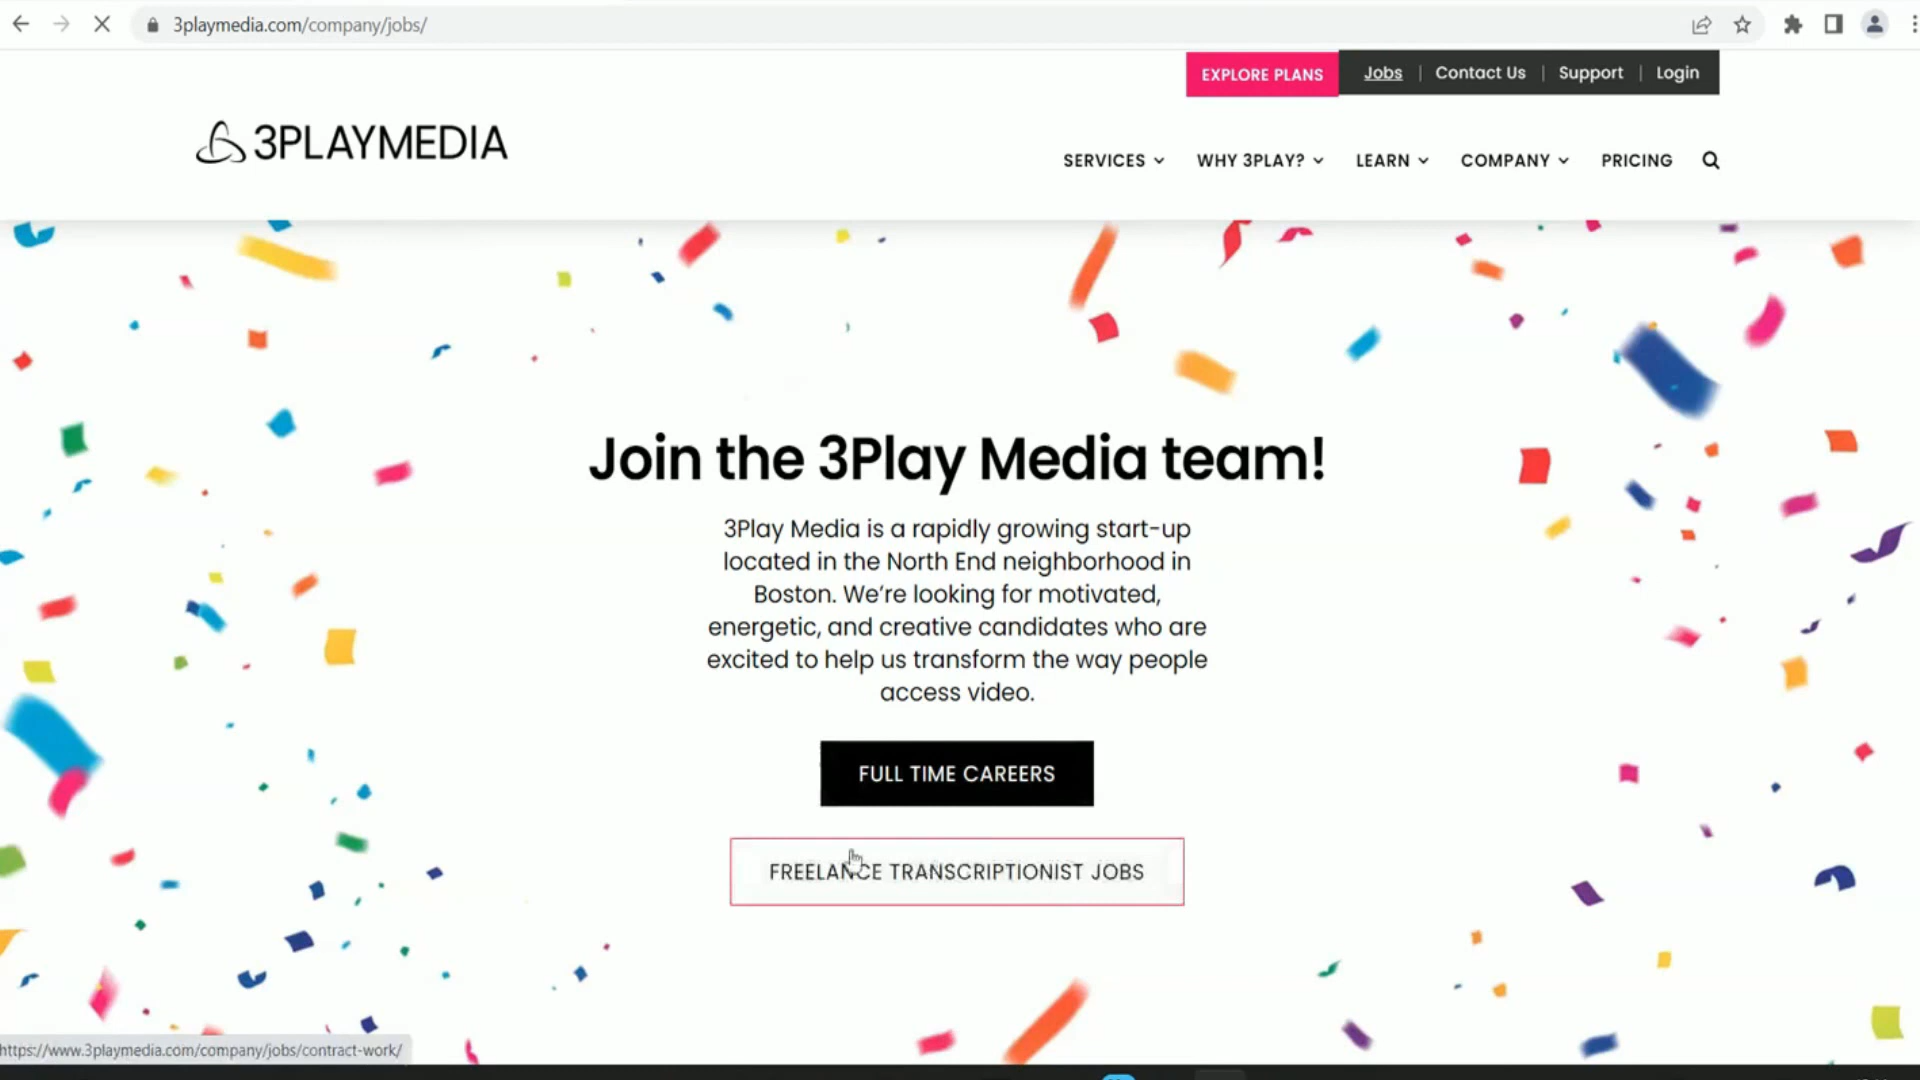 3playmedia.com/company/jobs/
EXPLORE PLANS
Jobs | Contact Us | Support | Login
3PLAYMEDIA
SERVICES WHY 3PLAY? LEARN COMPANY PRICING
Join the 3Play Media team!
3Play Media is a rapidly growing start-up
located in the North End neighborhood in
Boston. We’re looking for motivated,
energetic, and creative candidates who are
excited to help us transform the way people
access video.
FULL TIME CAREERS
FREELANCE TRANSCRIPTIONIST JOBS
https://www.3playmedia.com/company/jobs/contract-work/